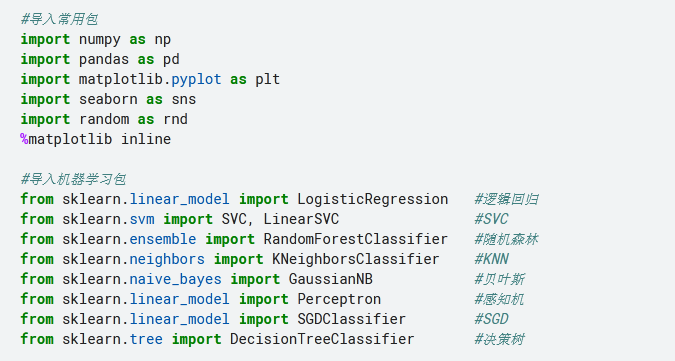 #导入常用包
import numpy as np
import pandas as pd
import matplotlib.pyplot as plt
import seaborn as sns
import random as rnd
%matplotlib inline
#导入机器学习包
from sklearn.linear_model import LogisticRegression #逻辑回归
from sklearn.svm import SVC, LinearSVC #SVC
from sklearn.ensemble import RandomForestClassifier #随机森林
from sklearn.neighbors import KNeighborsClassifier #KNN
from sklearn.naive_bayes import GaussianNB #贝叶斯
from sklearn.linear_model import Perceptron #感知机
from sklearn.linear_model import SGDClassifier #SGD
from sklearn.tree import DecisionTreeClassifier #决策树